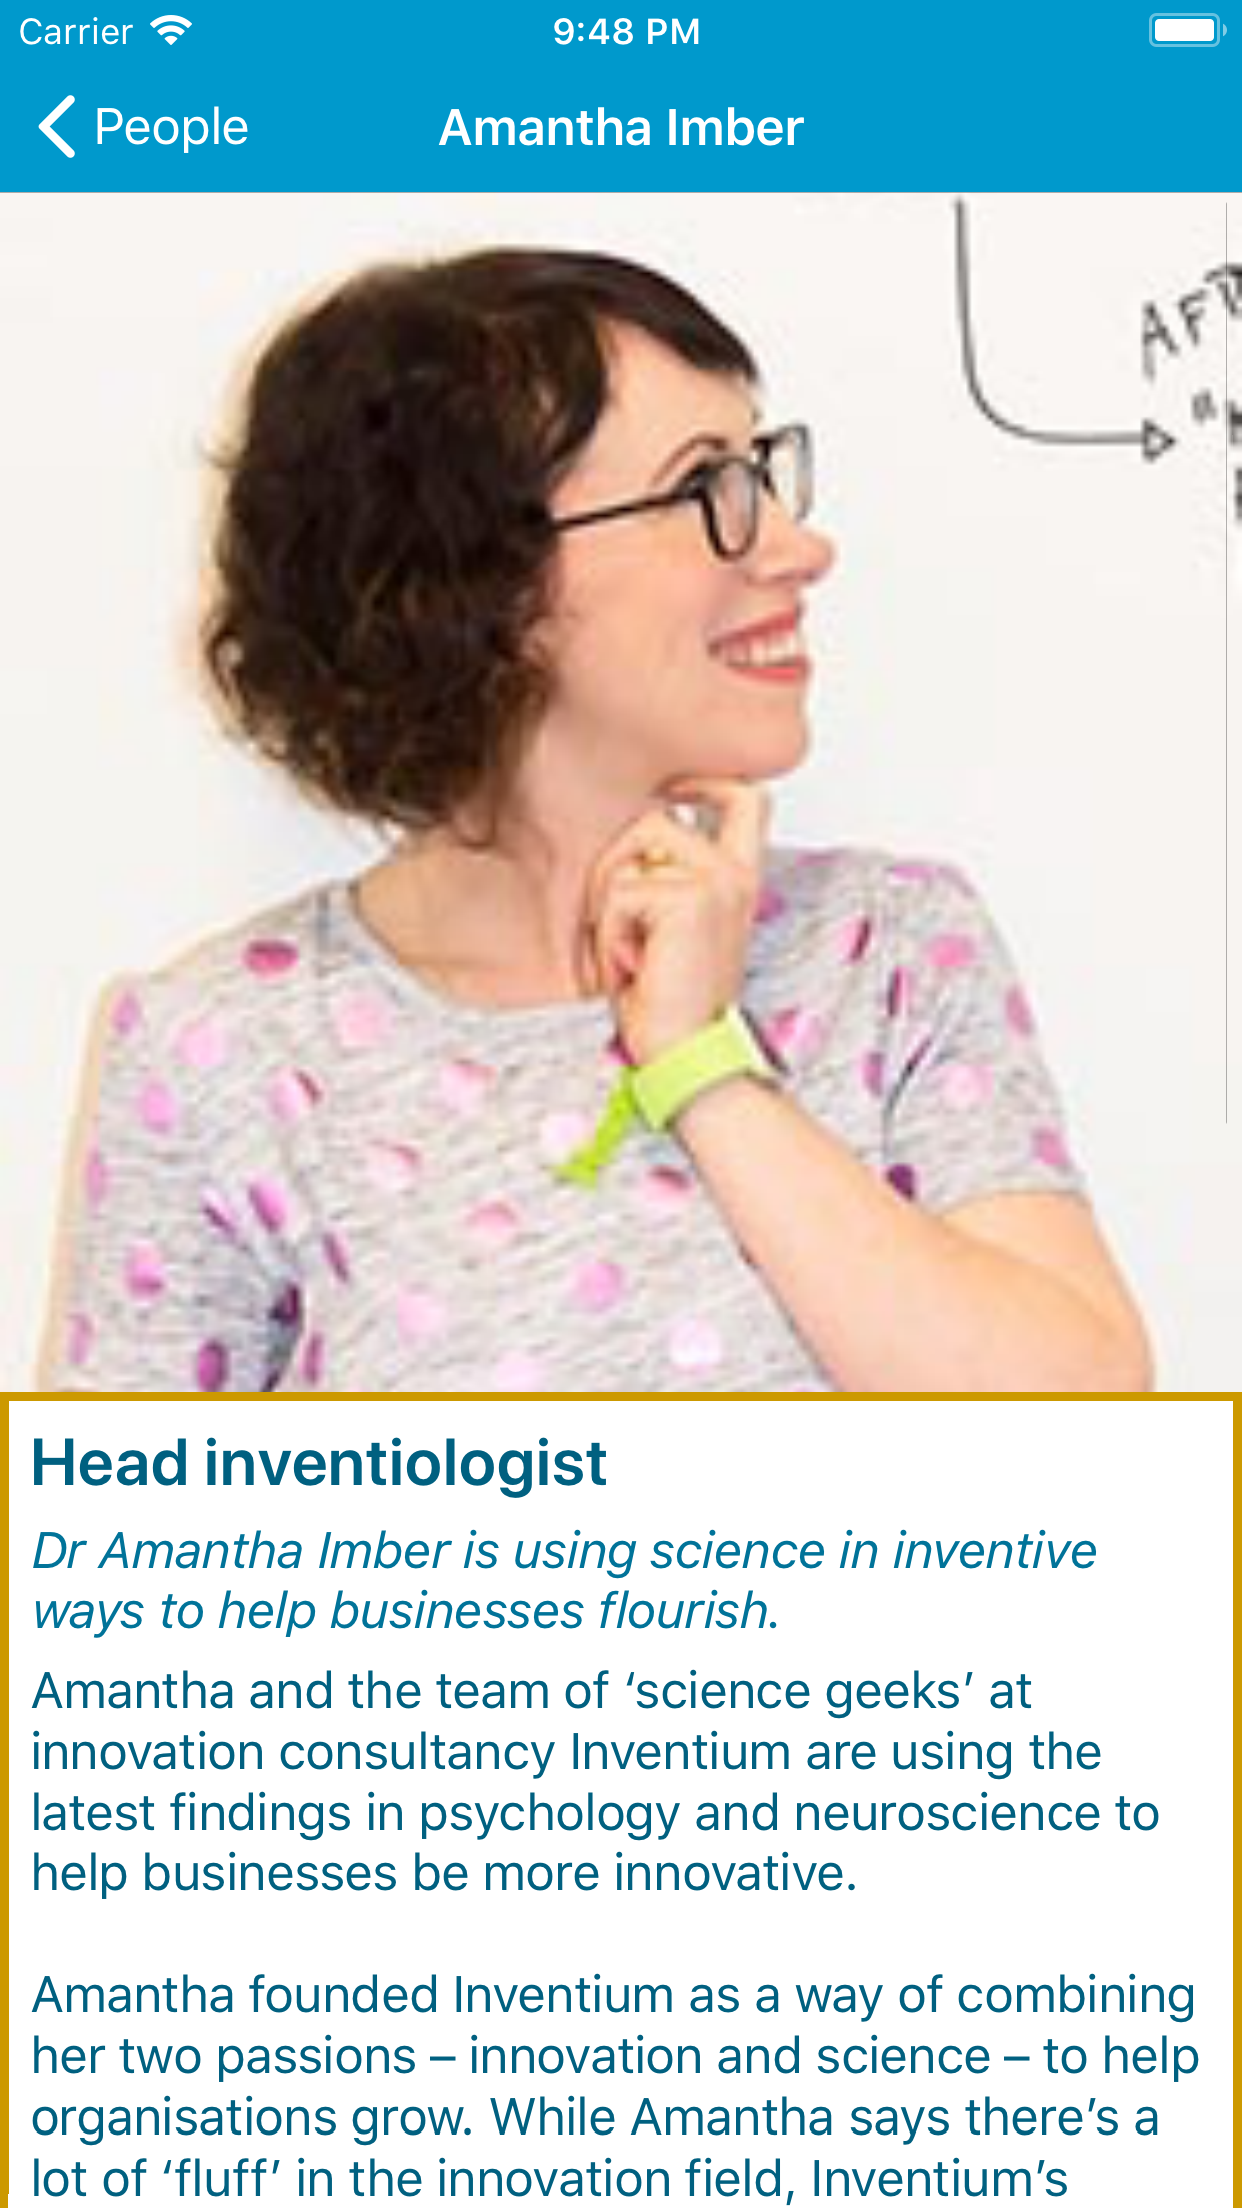 Carrier
9:48 PM
People
Amantha Imber
Head inventiologist
Dr Amantha Imber is using science in inventive
ways to help businesses flourish.
Amantha and the team of ‘science geeks’ at
innovation consultancy Inventium are using the
latest findings in psychology and neuroscience to
help businesses be more innovative.
Amantha founded Inventium as a way of combining
her two passions – innovation and science – to help
organisations grow. While Amantha says there’s a
lot of ‘fluff’ in the innovation field, Inventium’s